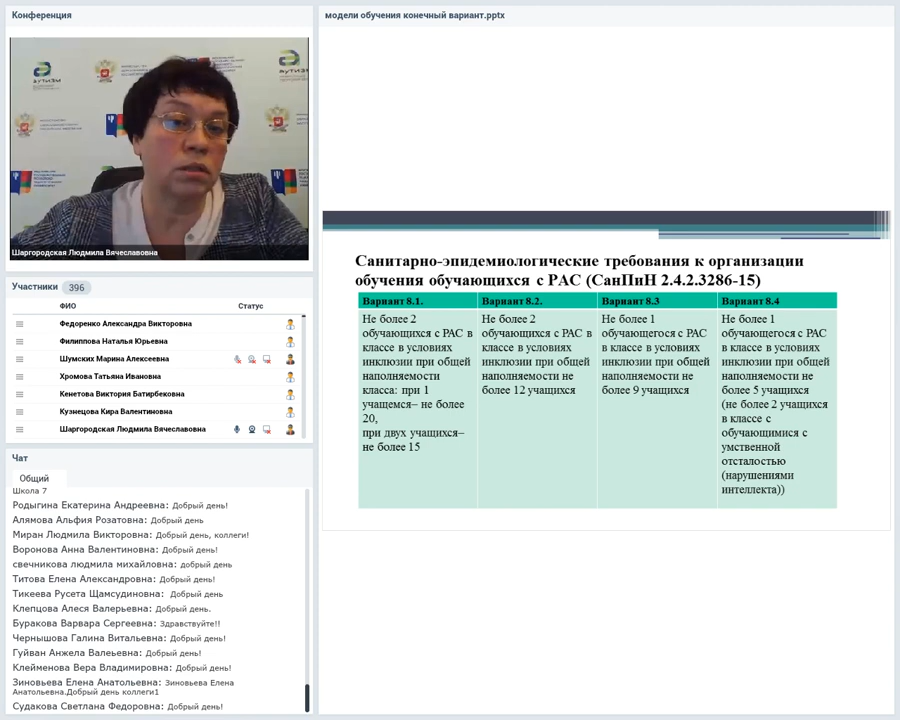 Конференция
аутизм
аутизм
Шаргородская Людмила Вячеславовна
Участники 396
ФИО Статус
Федоренко Александра Викторовна
Филиппова Наталья Юрьевна
Шумских Марина Алексеевна
Хромова Татьяна Ивановна
Кенетова Виктория Батирбековна
Кузнецова Кира Валентиновна
Шаргородская Людмила Вячеславовна
Чат
Общий
Школа 7
Родыгина Екатерина Андреевна: Добрый день!
Алямова Альфия Розатовна: Добрый день
Миран Людмила Викторовна: Добрый день, коллеги!
Воронова Анна Валентиновна: Добрый день!
свечникова людмила михайловна: добрый день
Титова Елена Александровна: Добрый день!
Тикеева Русета Щамсудиновна: Добрый день
Клепцова Алеся Валерьевна: Добрый день.
Буракова Варвара Сергеевна: Здравствуйте!!
Чернышова Галина Витальевна: Добрый день!
Гуйван Анжела Валеьевна: Добрый день!
Клейменова Вера Владимировна: Добрый день!
Зиновьева Елена Анатольевна: Зиновьева Елена
Анатольевна.Добрый день коллеги1
Судакова Светлана Федоровна: Добрый день!
модели обучения конечный вариант.pptx
Санитарно-эпидемиологические требования к организации
обучения обучающихся с РАС (СанПиН 2.4.2.3286-15)
Вариант 8.1.
Не более 2
обучающихся с РАС в
классе в условиях
инклюзии при общей
наполняемости
класса: при 1
учащемся– не более
20,
при двух учащихся–
не более 15
Вариант 8.2.
Не более 2
обучающихся с РАС в
классе в условиях
инклюзии при общей
наполняемости не
более 12 учащихся
Вариант 8.3
Не более 1
обучающегося с РАС
в классе в условиях
инклюзии при общей
наполняемости не
более 9 учащихся
Вариант 8.4
Не более 1
обучающегося с РАС
в классе в условиях
инклюзии при общей
наполняемости не
более 5 учащихся
(не более 2 учащихся
в классе с
обучающимися с
умственной
отсталостью
(нарушениями
интеллекта))